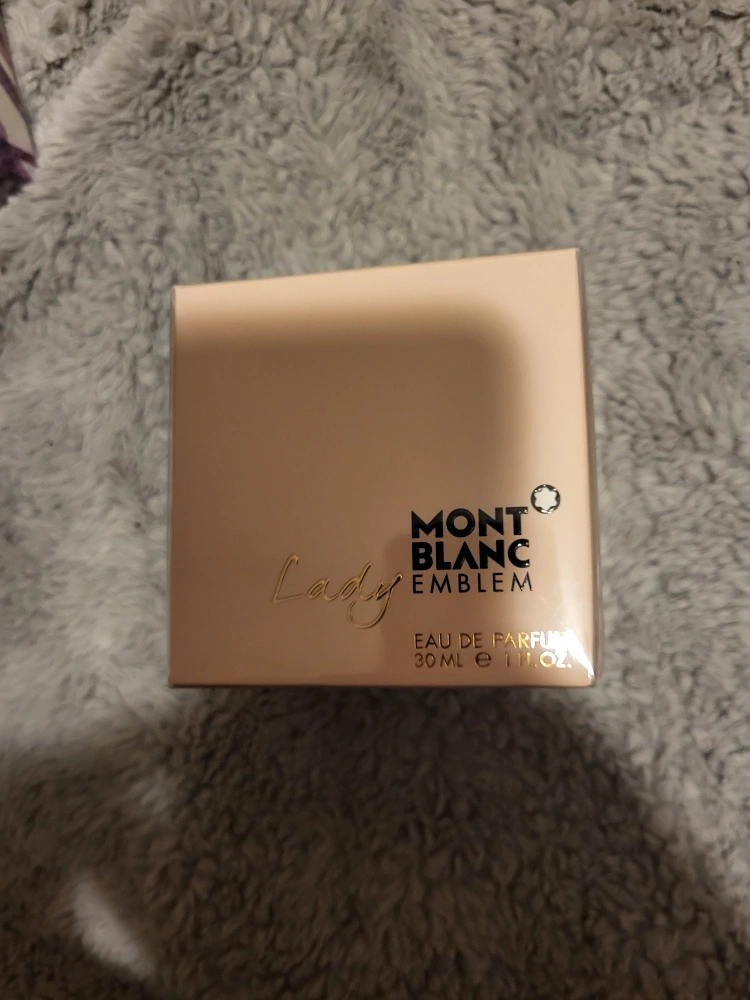 MONT
BLANC
Lady EMBLEM
EAU DE PARFUM
30 ML e 1 FL.OZ.